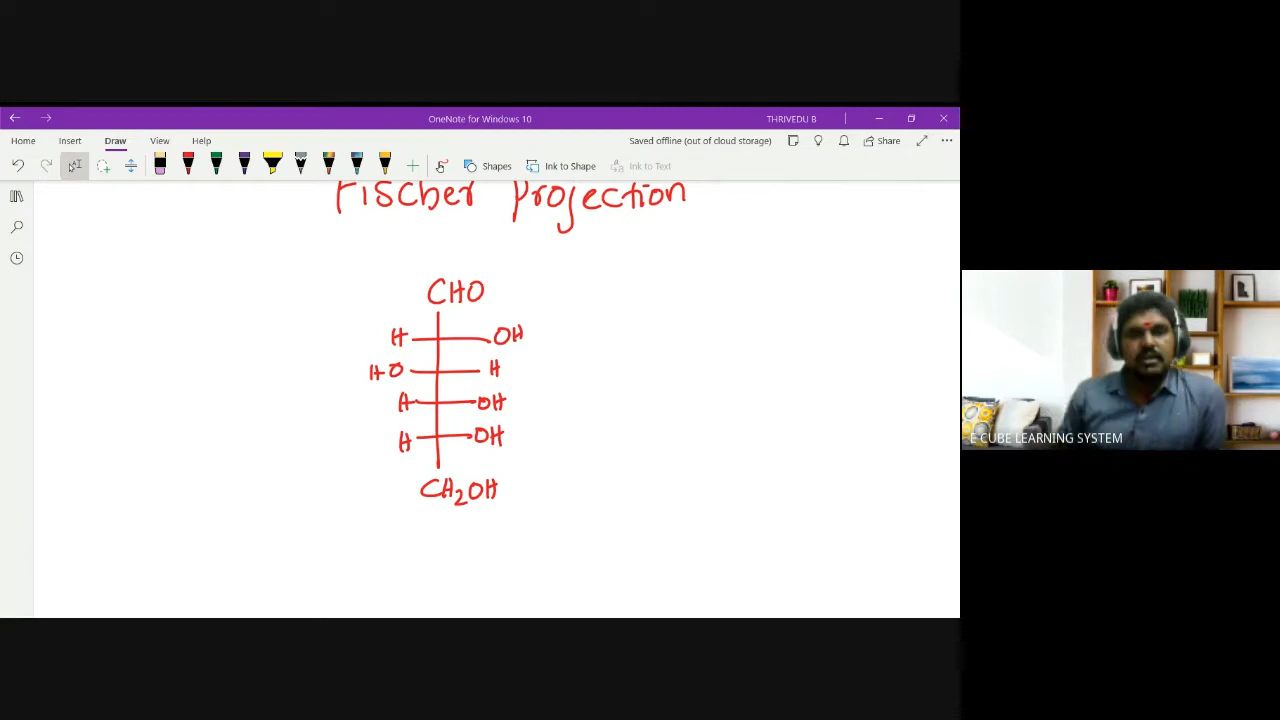 OneNote for Windows 10
THRIVEDU B
Home Insert Draw View Help
Saved offline (out of cloud storage)
Share
Shapes
Ink to Shape
Ink to Text
Fischer Projection
CHO
H OH
HO H
H OH
H OH
CH2OH
E CUBE LEARNING SYSTEM